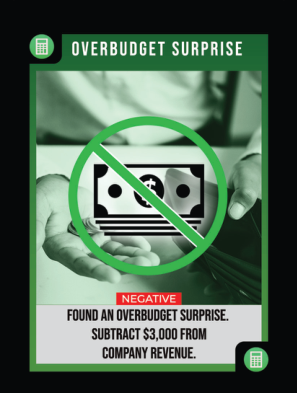 OVERBUDGET SURPRISE
$
NEGATIVE
FOUND AN OVERBUDGET SURPRISE.
SUBTRACT $3,000 FROM
COMPANY REVENUE.